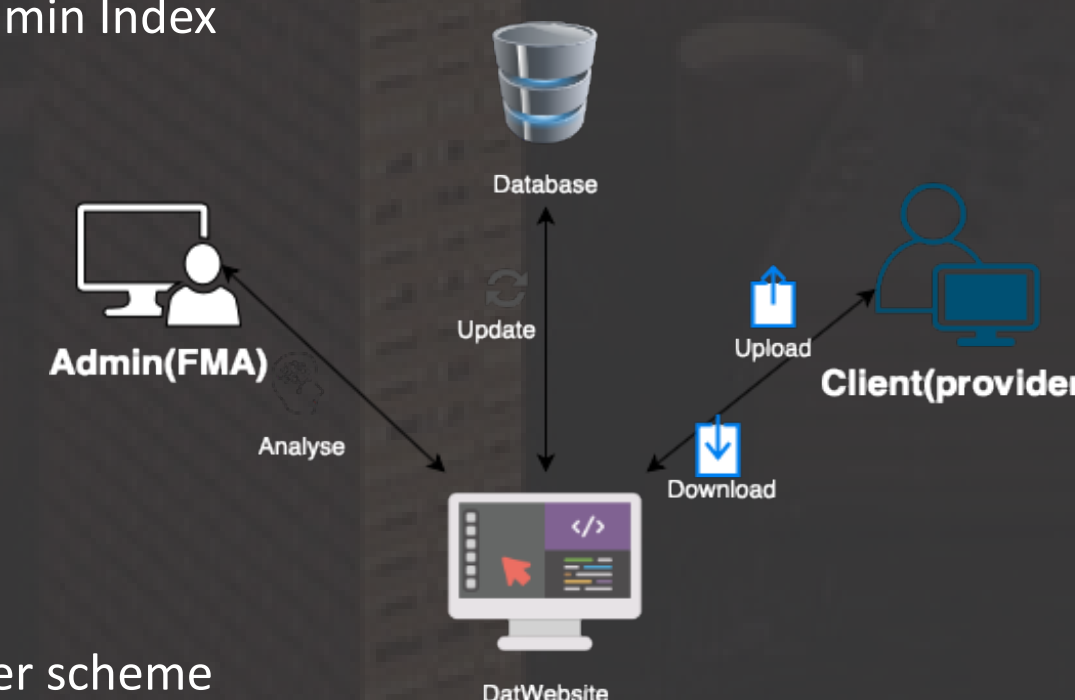 min Index
Database
Update
Upload
Admin(FMA)
Client(provider
Analyse
Download
</>
er scheme
DatWebsite